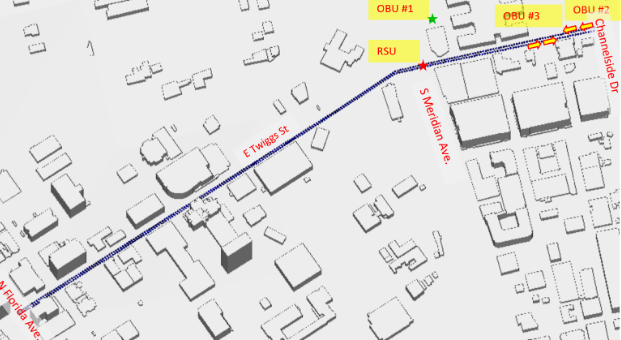 OBU #1
OBU #2
OBU #3
RSU
Channelside Dr
S Meridian Ave.
E Twiggs St
N Florida Ave.